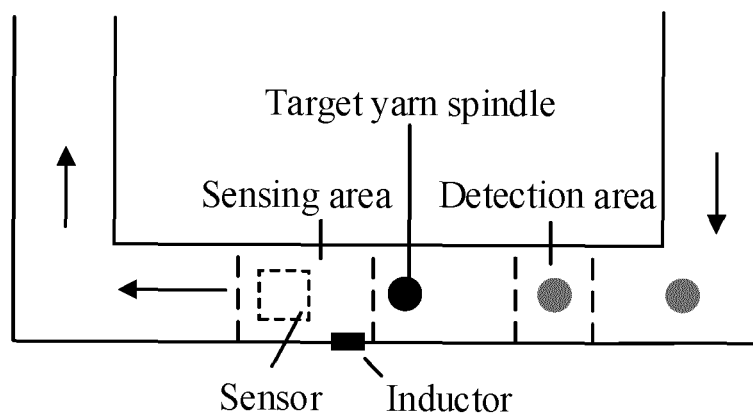 Target yarn spindle
Sensing area
Detection area
Sensor
Inductor